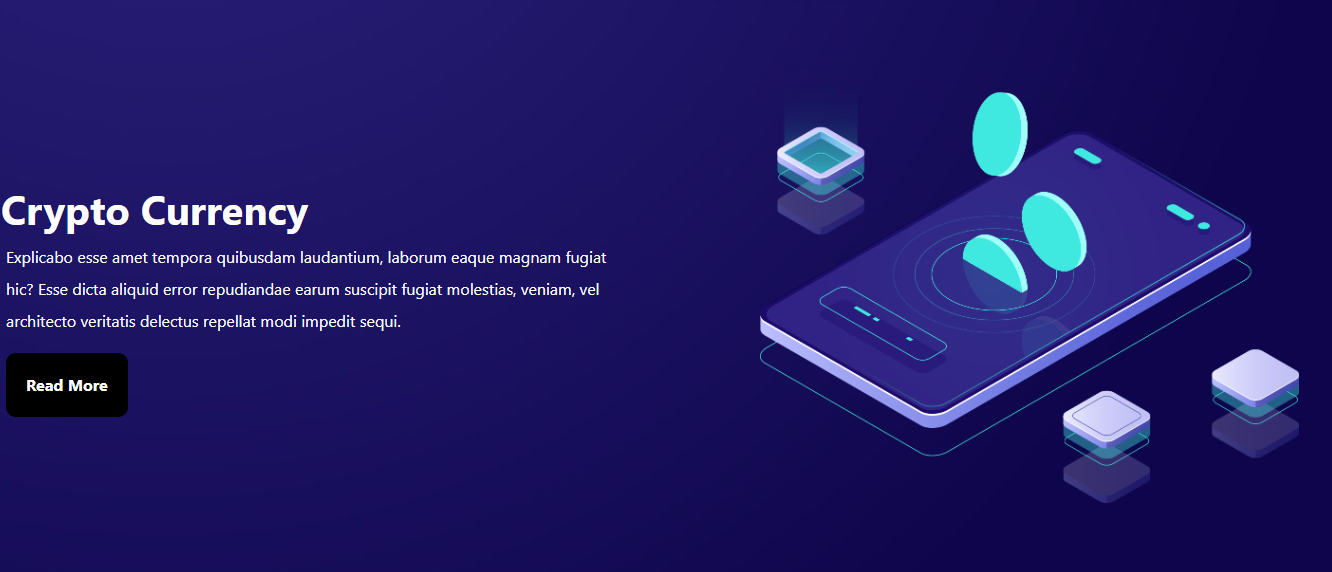 Crypto Currency
Explicabo esse amet tempora quibusdam laudantium, laborum eaque magnam fugiat
hic? Esse dicta aliquid error repudiandae earum suscipit fugiat molestias, veniam, vel
architecto veritatis delectus repellat modi impedit sequi.
Read More